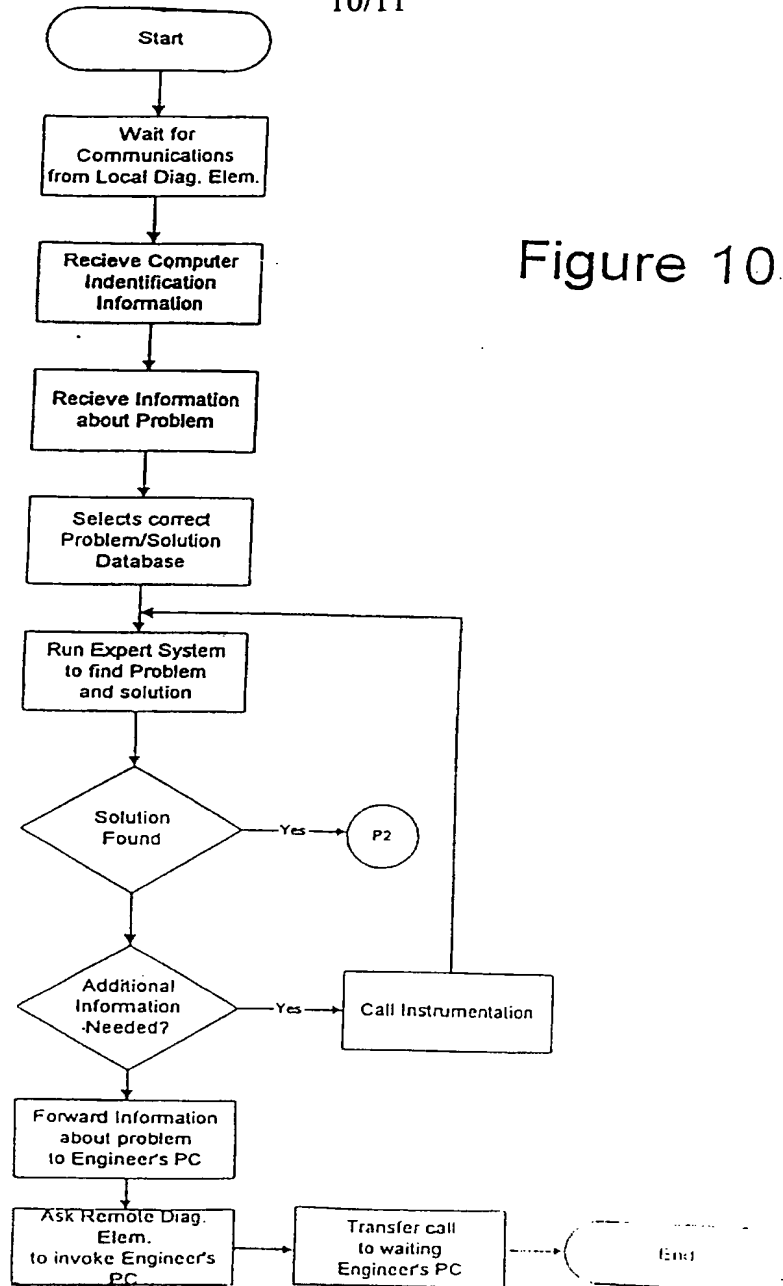 10/11
Start
Wait for
Communications
from Local Diag. Elem.
Recieve Computer
Indentification
Information
Figure 10.
Recieve Information
about Problem
Selects correct
Problem/Solution
Database
Run Expert System
to find Problem
and solution
Solution
Found
Yes
P2
Additional
Information
Needed?
Yes
Call Instrumentation
Forward Information
about problem
to Engineer's PC
Ask Remote Diag.
Elem.
to invoke Engineer's
PC
Transfer call
to waiting
Engineer's PC
End